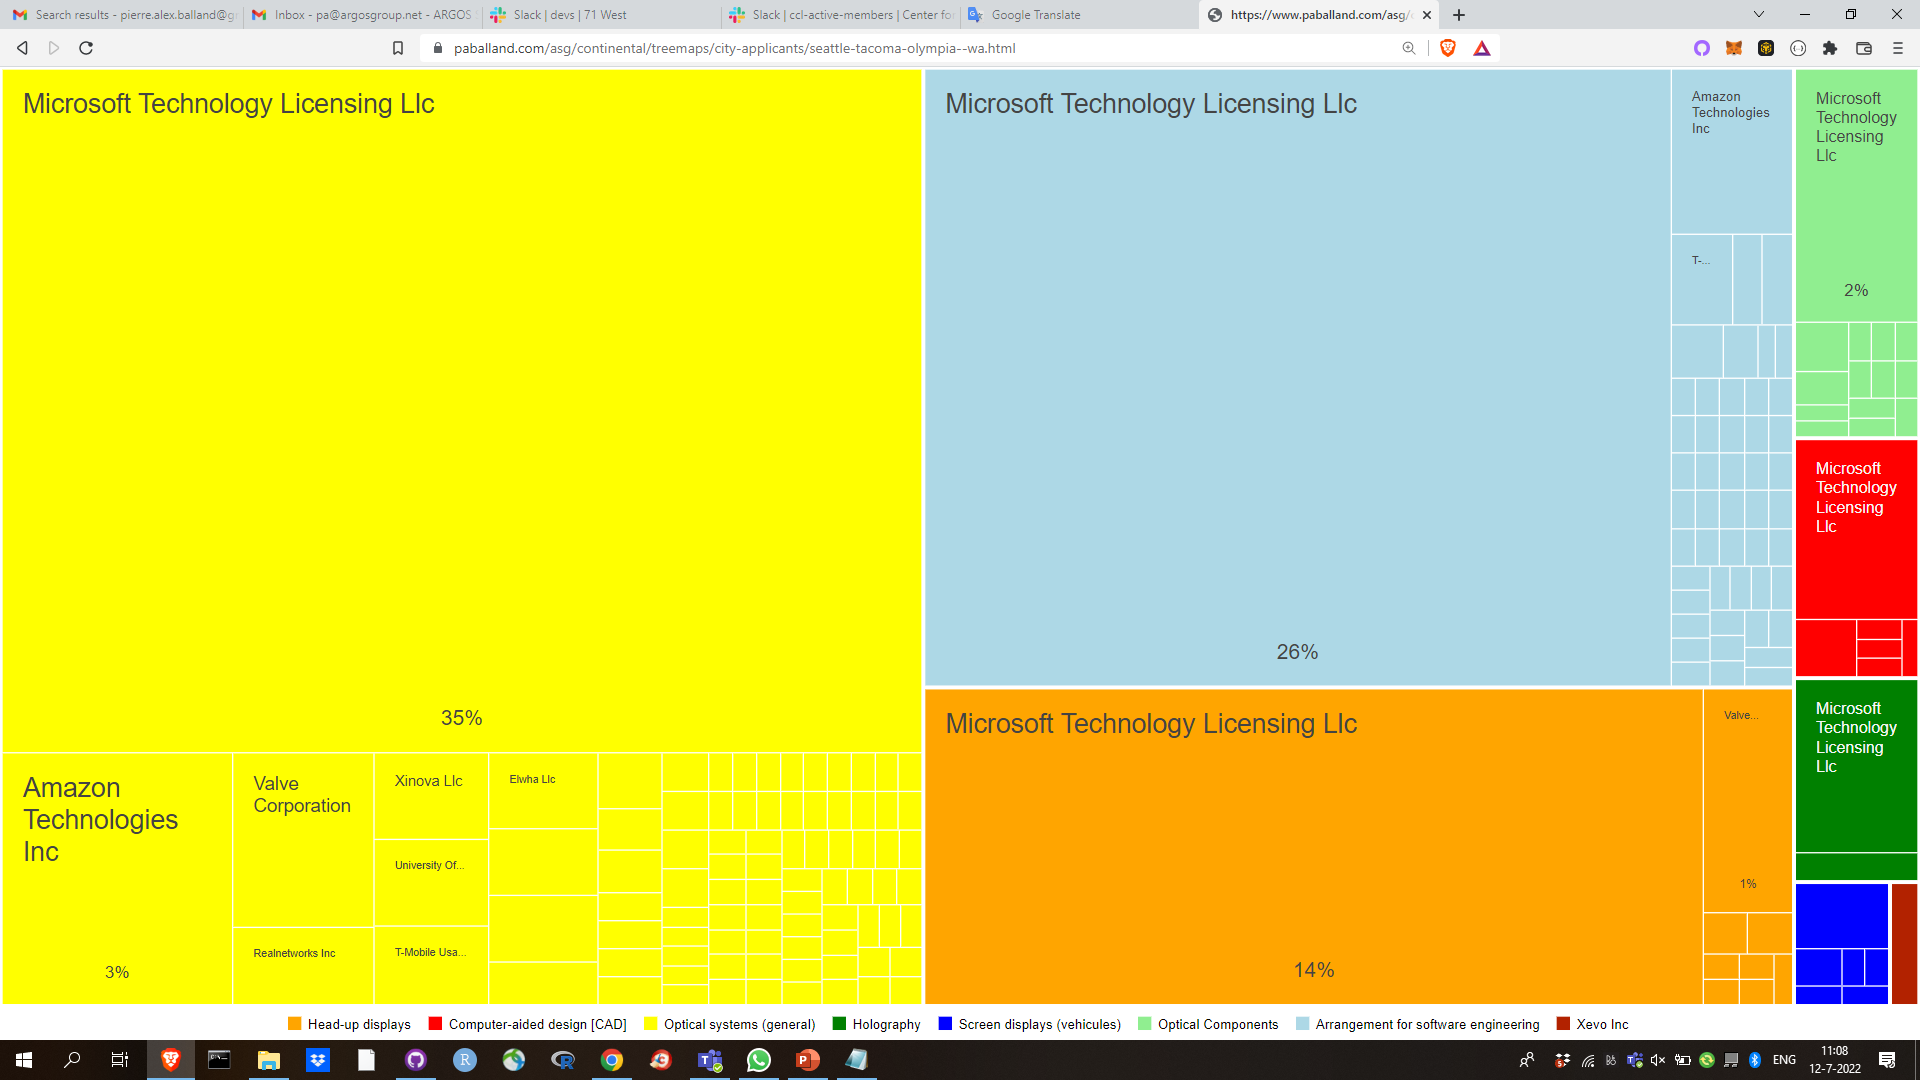 Search results - pierre.alex.balland@g
Inbox - pa@argosgroup.net - ARGOS
Slack | devs | 71 West
Slack | ccl-active-members | Center fo
Google Translate
https://www.paballand.com/asg/
paballand.com/asg/continental/treemaps/city-applicants/seattle-tacoma-olympia--wa.html
Microsoft Technology Licensing Llc
35%
Amazon
Technologies
Inc
3%
Valve
Corporation
Realnetworks Inc
Xinova Llc
University Of...
T-Mobile Usa...
Elwha Llc
Microsoft Technology Licensing Llc
26%
Amazon
Technologies
Inc
T-...
Microsoft Technology Licensing Llc
14%
Valve...
1%
Microsoft
Technology
Licensing
Llc
2%
Microsoft
Technology
Licensing
Llc
Microsoft
Technology
Licensing
Llc
Head-up displays
Computer-aided design [CAD]
Optical systems (general)
Holography
Screen displays (vehicules)
Optical Components
Arrangement for software engineering
Xevo Inc
ENG
11:08
12-7-2022